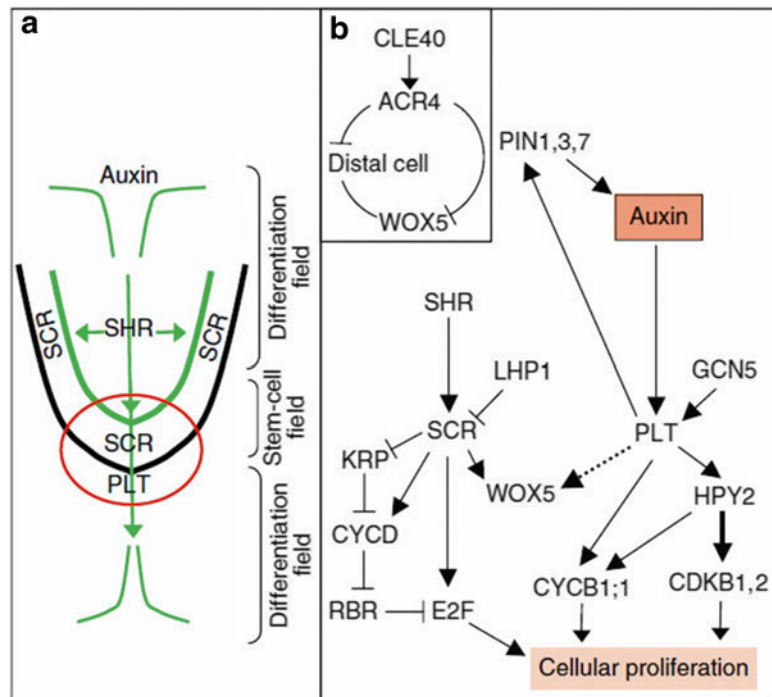 a
Auxin
SCR
SHR
SCR
SCR
PLT
Differentiation field
Stem-cell field
Differentiation field
b
CLE40
ACR4
Distal cell
WOX5
PIN1,3,7
Auxin
SHR
LHP1
GCN5
SCR
PLT
KRP
WOX5
HPY2
CYCD
CYCB1;1
CDKB1,2
RBR
E2F
Cellular proliferation